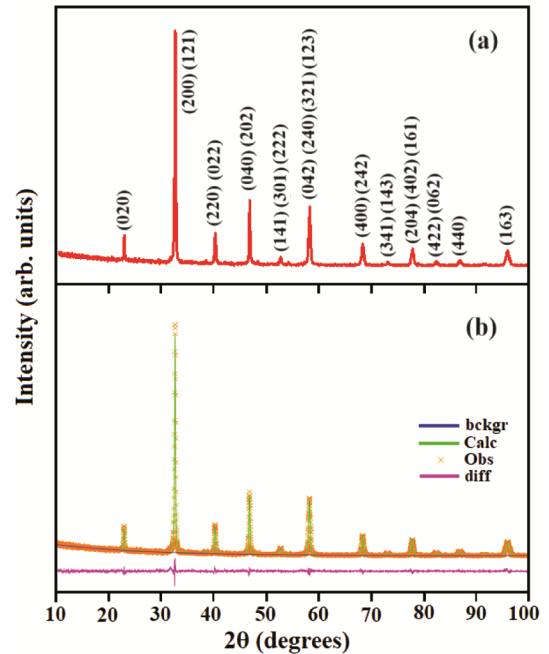 (a)
(020)
(200) (121)
(220) (022)
(040) (202)
(141) (301) (222)
(042) (240) (321) (123)
(400) (242)
(341) (143)
(204) (402) (161)
(422) (062)
(440)
(163)
Intensity (arb. units)
(b)
bckgr
Calc
Obs
diff
10 20 30 40 50 60 70 80 90 100
2θ (degrees)